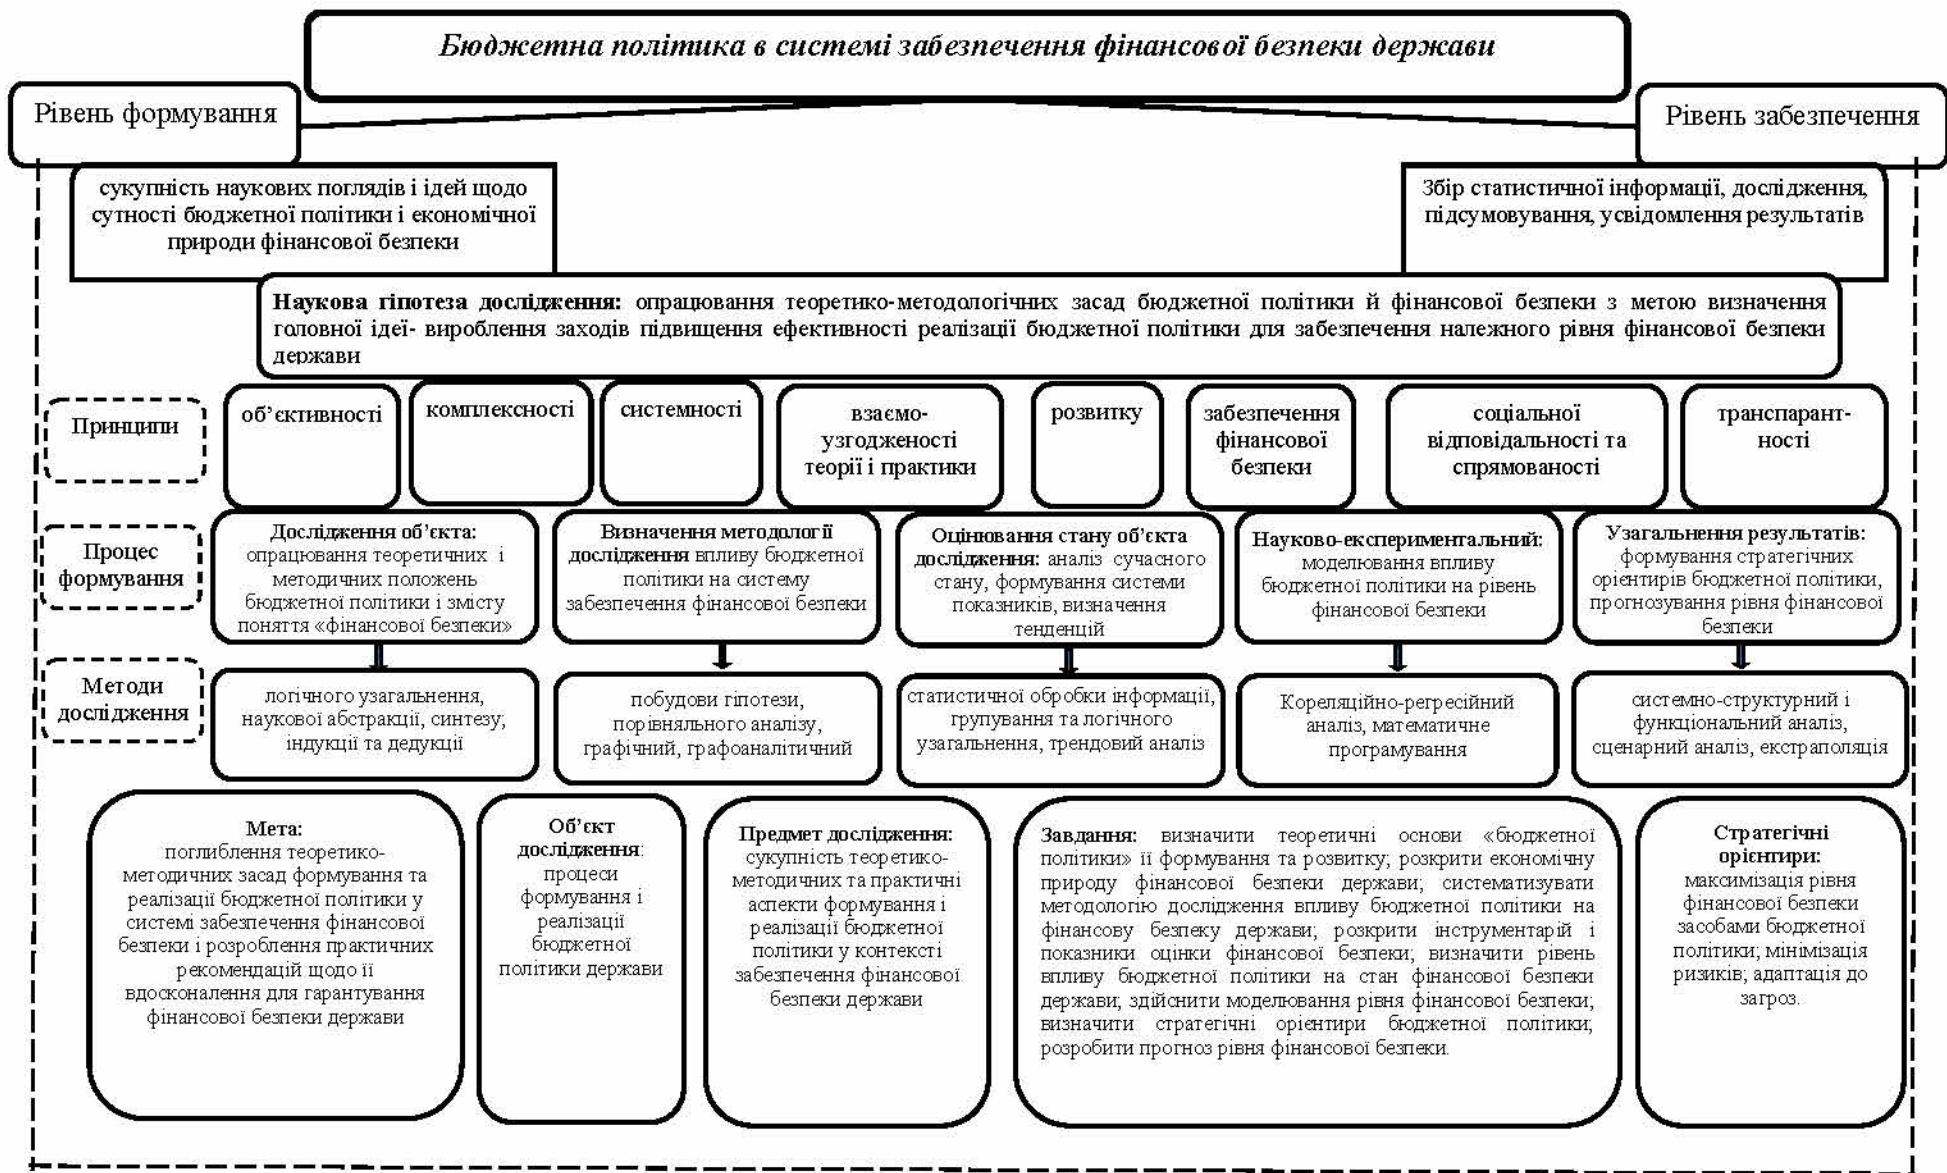 Бюджетна політика в системі забезпечення фінансової безпеки держави
Рівень формування
Рівень забезпечення
сукупність наукових поглядів і ідей щодо
сутності бюджетної політики і економічної
природи фінансової безпеки
Збір статистичної інформації, дослідження,
підсумовування, усвідомлення результатів
Наукова гіпотеза дослідження: опрацювання теоретико-методологічних засад бюджетної політики й фінансової безпеки з метою визначення
головної ідеї- вироблення заходів підвищення ефективності реалізації бюджетної політики для забезпечення належного рівня фінансової безпеки
держави
Принципи
об’єктивності
комплексності
системності
взаємо-
узгодженості
теорії і практики
розвитку
забезпечення
фінансової
безпеки
соціальної
відповідальності та
спрямованості
транспарант-
ності
Процес
формування
Дослідження об’єкта:
опрацювання теоретичних і
методичних положень
бюджетної політики і змісту
поняття «фінансової безпеки»
Визначення методології
дослідження впливу бюджетної
політики на систему
забезпечення фінансової безпеки
Оцінювання стану об’єкта
дослідження: аналіз сучасного
стану, формування системи
показників, визначення
тенденцій
Науково-експериментальний:
моделювання впливу
бюджетної політики на рівень
фінансової безпеки
Узагальнення результатів:
формування стратегічних
орієнтирів бюджетної політики,
прогнозування рівня фінансової
безпеки
Методи
дослідження
логічного узагальнення,
наукової абстракції, синтезу;
індукції та дедукції
побудови гіпотези,
порівняльного аналізу,
графічний, графоаналітичний
статистичної обробки інформації,
групування та логічного
узагальнення, трендовий аналіз
Кореляційно-регресійний
аналіз, математичне
програмування
системно-структурний і
функціональний аналіз,
сценарний аналіз, екстраполяція
Мета:
поглиблення теоретико-
методичних засад формування та
реалізації бюджетної політики у
системі забезпечення фінансової
безпеки і розроблення практичних
рекомендацій щодо її
вдосконалення для гарантування
фінансової безпеки держави
Об’єкт
дослідження:
процеси
формування і
реалізації
бюджетної
політики держави
Предмет дослідження:
сукупність теоретико-
методичних та практичні
аспекти формування і
реалізації бюджетної
політики у контексті
забезпечення фінансової
безпеки держави
Завдання: визначити теоретичні основи «бюджетної
політики» її формування та розвитку; розкрити економічну
природу фінансової безпеки держави; систематизувати
методологію дослідження впливу бюджетної політики на
фінансову безпеку держави; розкрити інструментарій і
показники оцінки фінансової безпеки; визначити рівень
впливу бюджетної політики на стан фінансової безпеки
держави; здійснити моделювання рівня фінансової безпеки;
визначити стратегічні орієнтири бюджетної політики;
розробити прогноз рівня фінансової безпеки.
Стратегічні
орієнтири:
максимізація рівня
фінансової безпеки
засобами бюджетної
політики; мінімізація
ризиків; адаптація до
загроз.